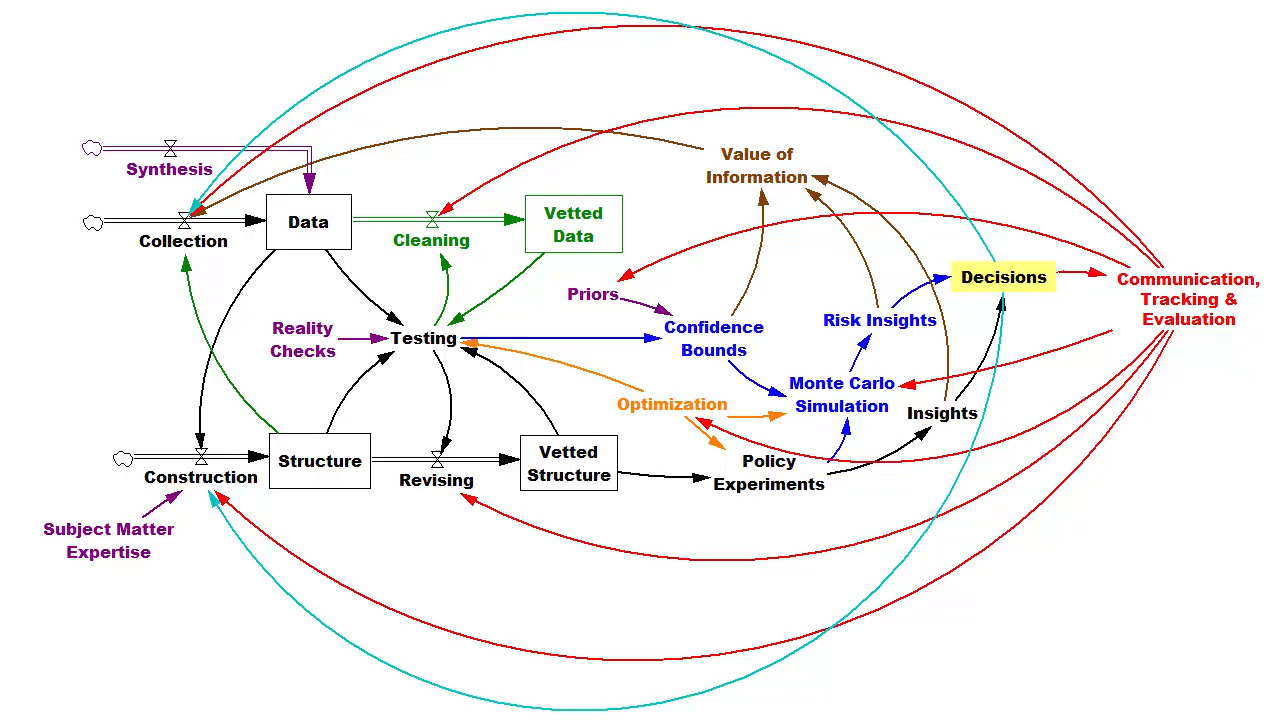 Value of
Information
Synthesis
Data
Vetted
Data
Collection
Cleaning
Decisions
Communication,
Tracking &
Evaluation
Priors
Reality
Checks
Testing
Confidence
Bounds
Risk Insights
Monte Carlo
Simulation
Optimization
Insights
Structure
Vetted
Structure
Policy
Experiments
Construction
Revising
Subject Matter
Expertise